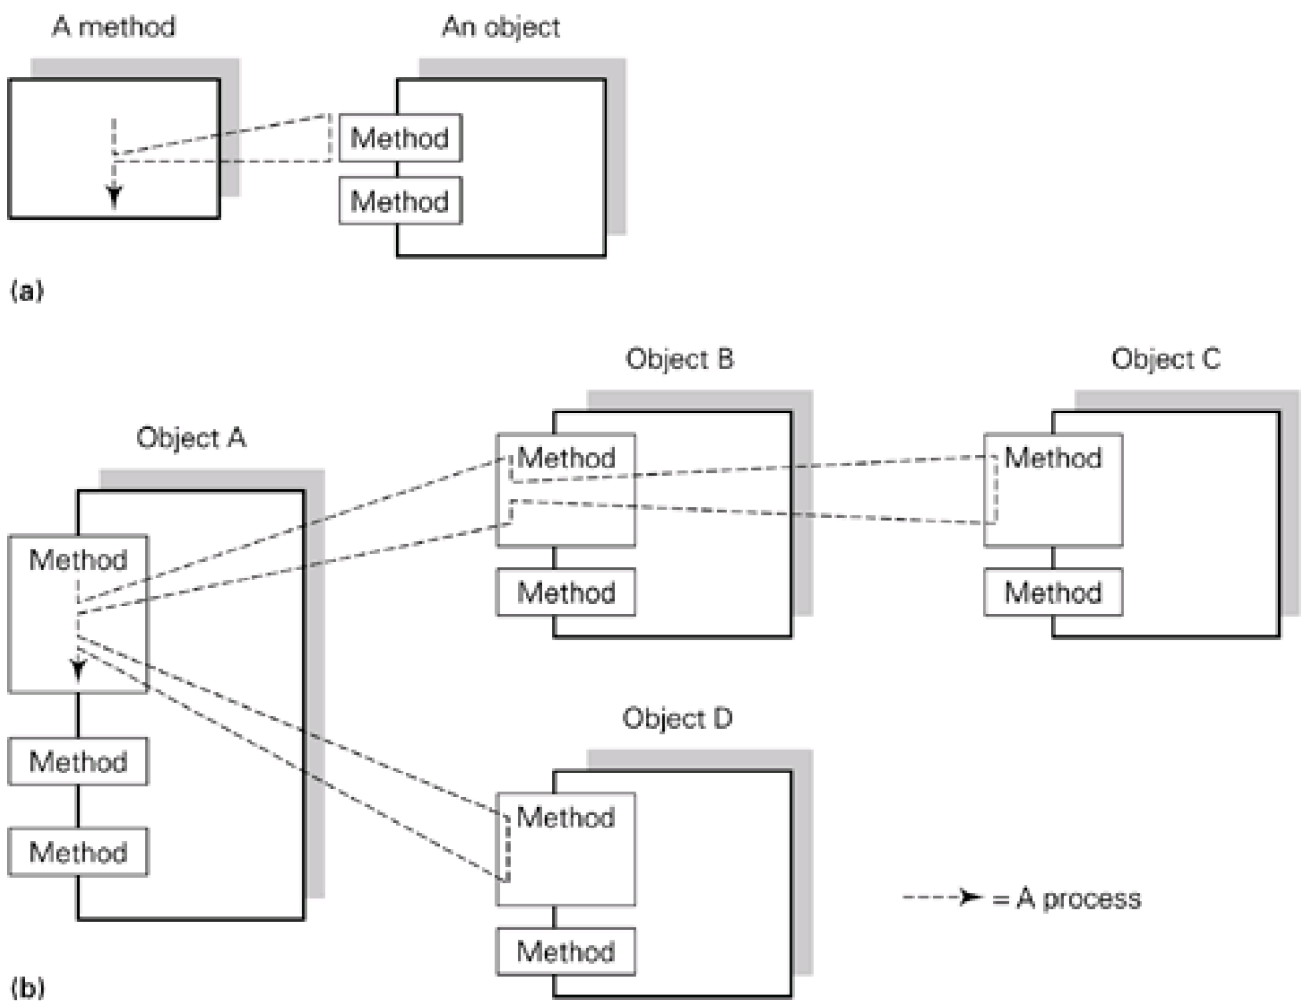 A method
An object
Method
Method
(a)
Object B
Object C
Object A
Method
Method
Method
Method
Method
Method
Method
Object D
Method
Method
= A process
Method
(b)